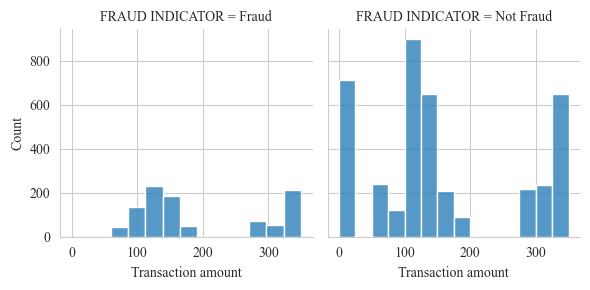 FRAUD INDICATOR = Fraud
FRAUD INDICATOR = Not Fraud
800
600
400
200
0
Count
0 100 200 300
0 100 200 300
Transaction amount
Transaction amount